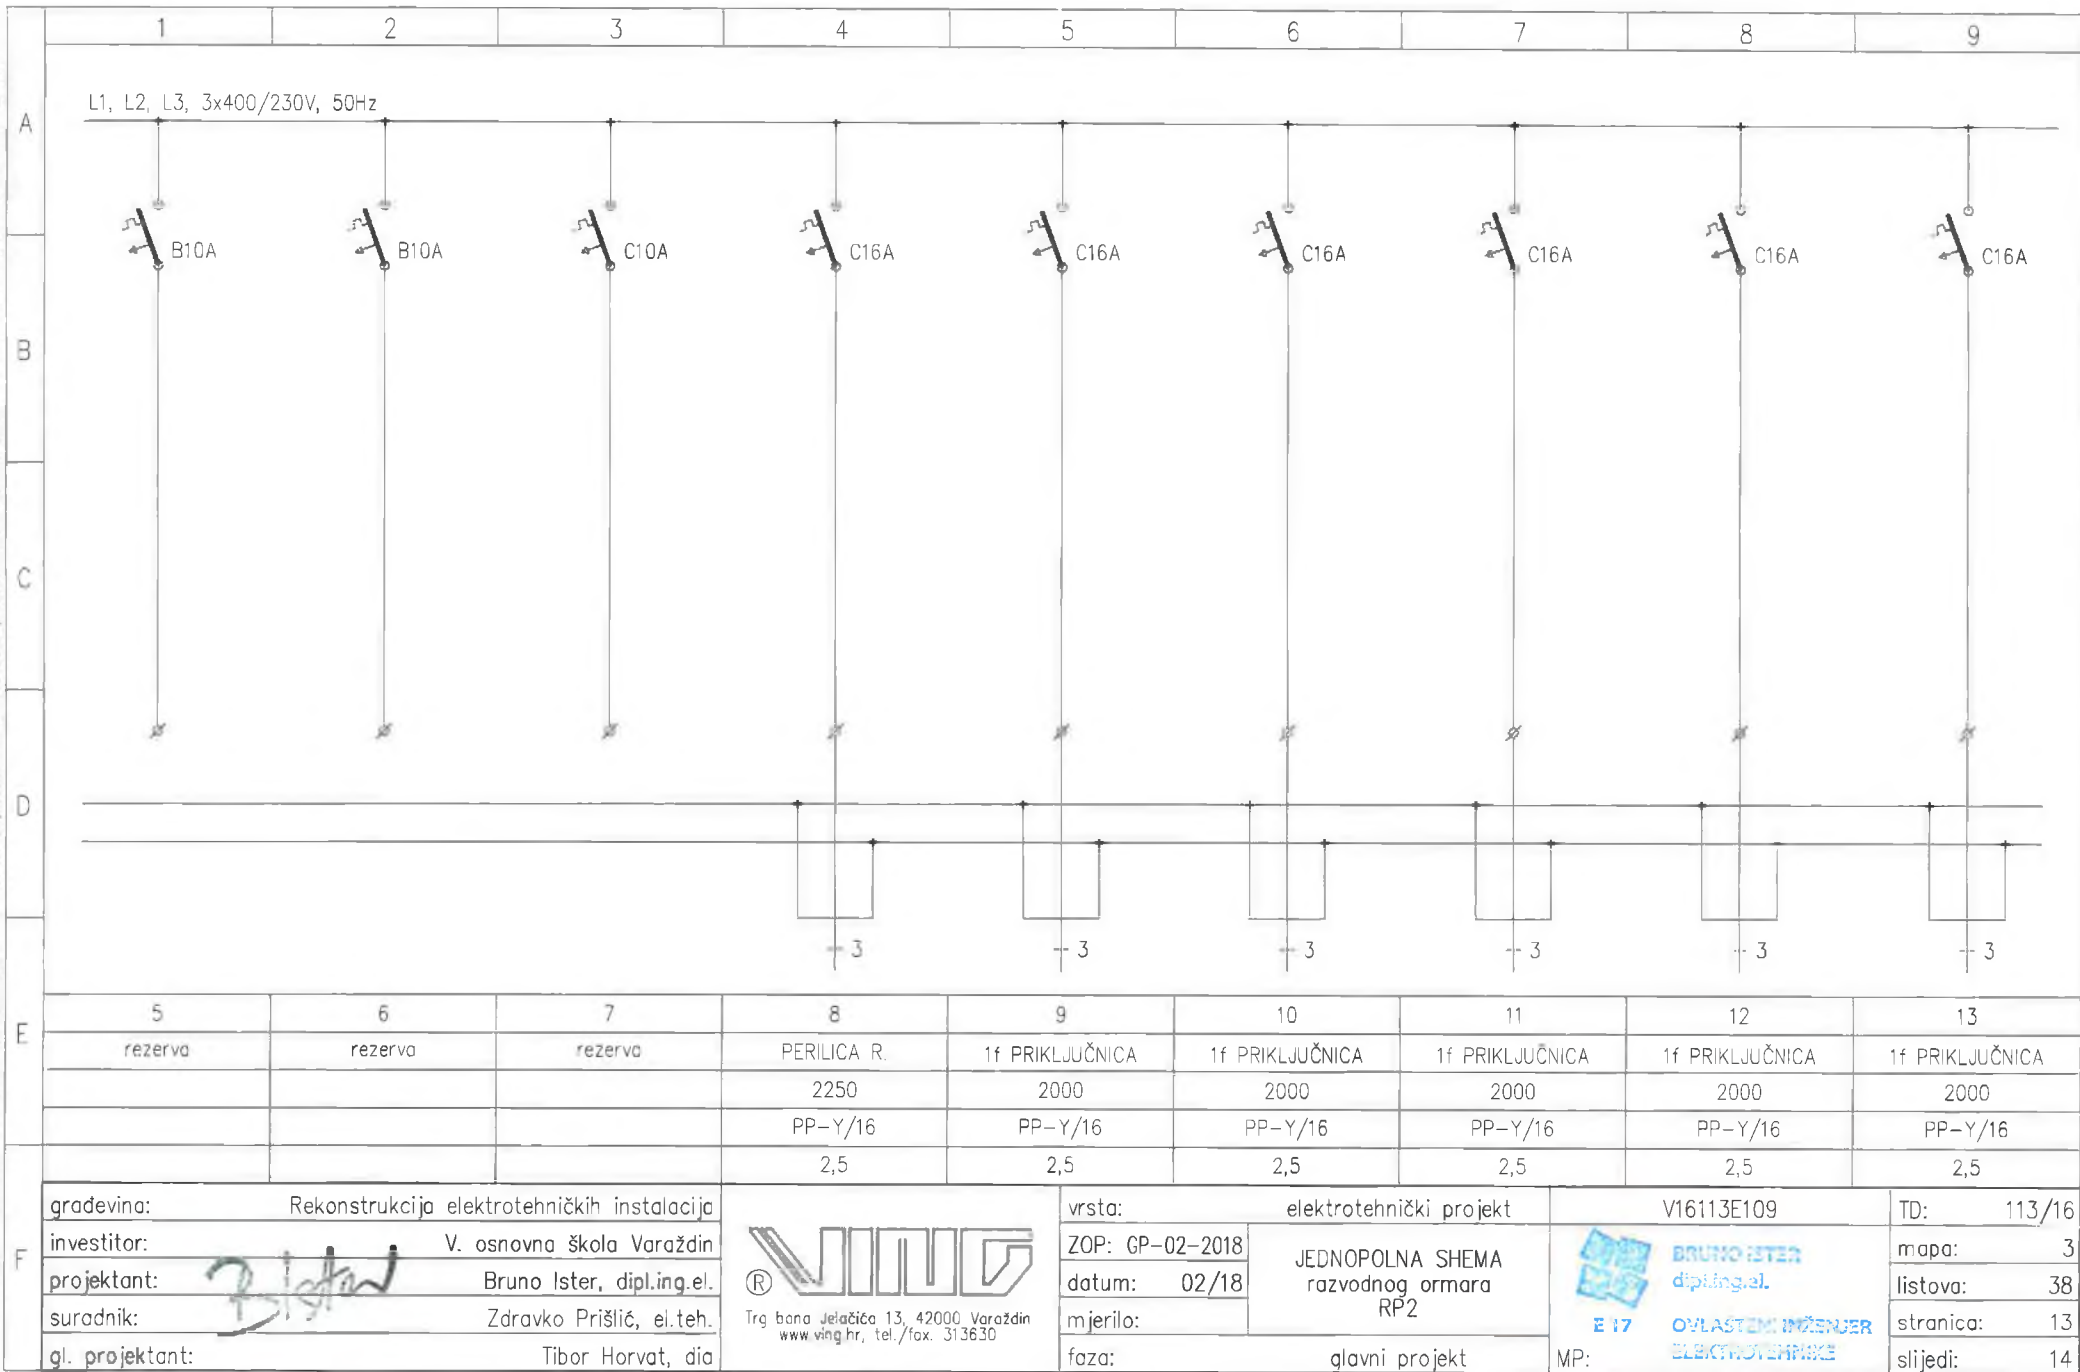 1 2 3 4 5 6 7 8 9
A
L1, L2, L3, 3x400/230V, 50Hz
B10A B10A C10A C16A C16A C16A C16A C16A C16A
B
C
D
3 3 3 3 3 3
E
5 6 7 8 9 10 11 12 13
rezerva rezerva rezerva PERILICA R. 1f PRIKLJUČNICA 1f PRIKLJUČNICA 1f PRIKLJUČNICA 1f PRIKLJUČNICA 1f PRIKLJUČNICA
2250 2000 2000 2000 2000 2000
PP-Y/16 PP-Y/16 PP-Y/16 PP-Y/16 PP-Y/16 PP-Y/16
2,5 2,5 2,5 2,5 2,5 2,5
F
građevina: Rekonstrukcija elektrotehničkih instalacija
investitor: V. osnovna škola Varaždin
projektant: Bruno Ister, dipl.ing.el.
suradnik: Zdravko Prišlić, el.teh.
gl. projektant: Tibor Horvat, dia
B Ister
VING
®
Trg bana Jelačića 13, 42000 Varaždin
www.ving.hr, tel./fax. 313630
vrsta: elektrotehnički projekt
ZOP: GP-02-2018
datum: 02/18
mjerilo:
faza: glavni projekt
JEDNOPOLNA SHEMA
razvodnog ormara
RP2
V16113E109
BRUNO ISTER
dipl.ing.el.
E 17 OVLAŠTENI INŽENJER
ELEKTROTEHNIKE
MP:
TD: 113/16
mapa: 3
listova: 38
stranica: 13
slijedi: 14